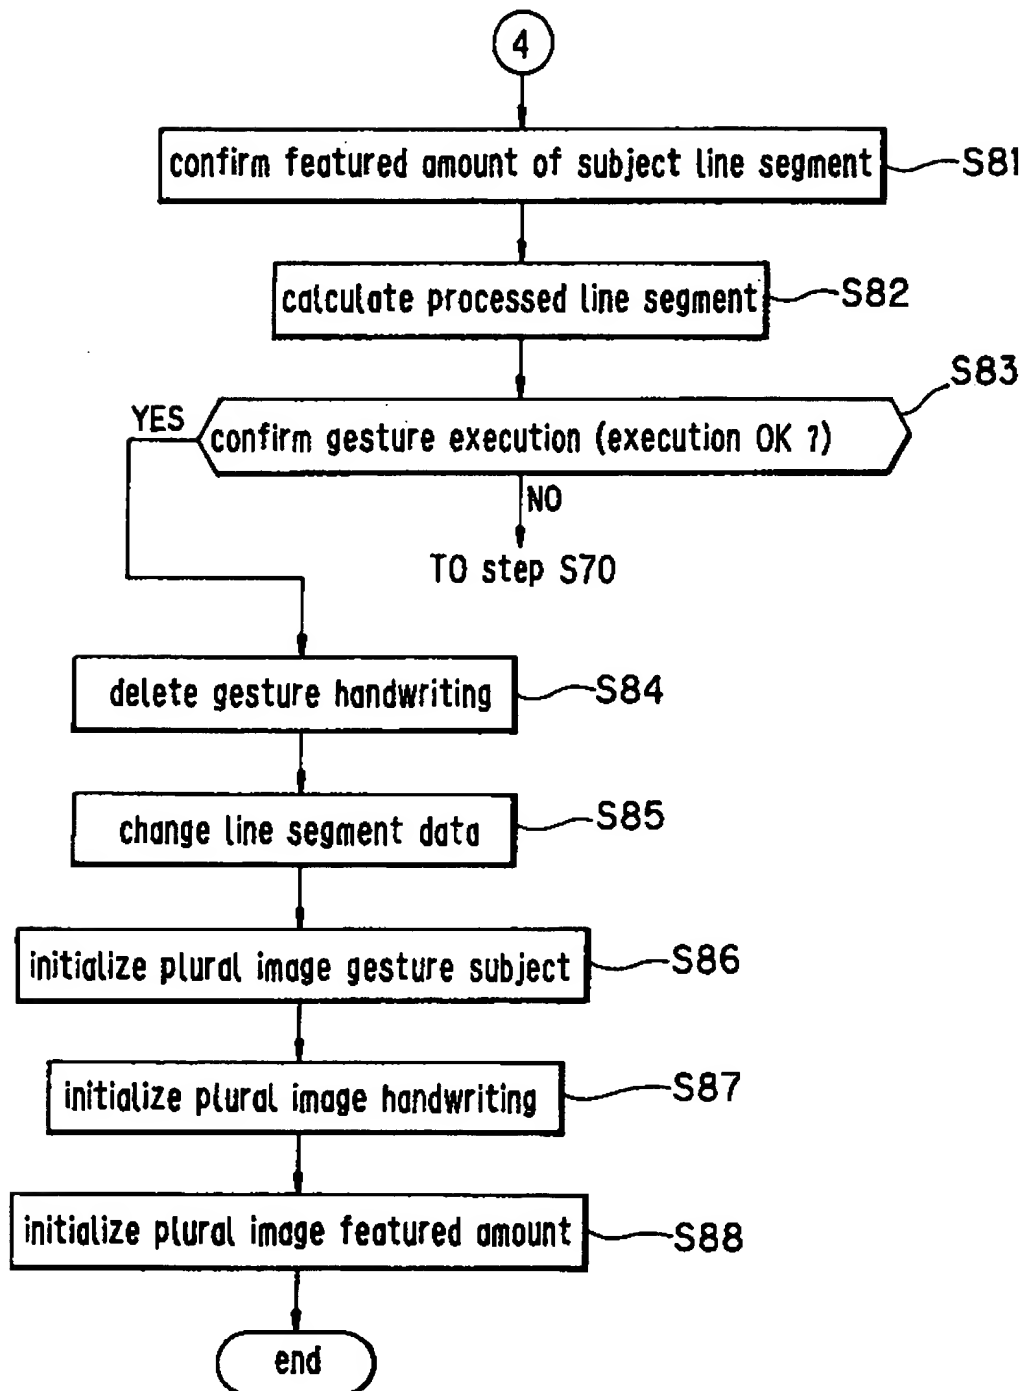 4
confirm featured amount of subject line segment
S81
calculate processed line segment
S82
S83
YES
confirm gesture execution (execution OK ?)
NO
TO step S70
delete gesture handwriting
S84
change line segment data
S85
initialize plural image gesture subject
S86
initialize plural image handwriting
S87
initialize plural image featured amount
S88
end